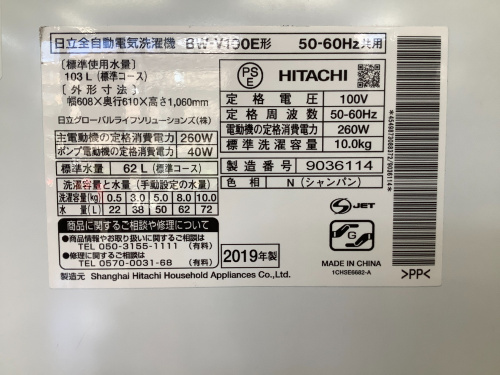 日立全自動電気洗濯機 BW-V100E形 50-60Hz共用
〔標準使用水量〕
103 L（標準コース）
〔外形寸法〕
幅608×奥行610×高さ1,060mm
日立グローバルライフソリューションズ（株）
主電動機の定格消費電力 260W
ポンプ電動機の定格消費電力 40W
標準水量 62 L（標準コース）
洗濯容量と水量（手動設定の水量）
洗濯容量(kg) 0.5 3.0 5.0 8.0 10.0
水量(L) 22 38 50 62 72
商品に関するご相談や修理について
●商品情報やお取り扱いに関するご相談は
TEL 050-3155-1111（有料）
●修理に関するご相談は
TEL 0570-0031-68（有料）
製造元 Shanghai Hitachi Household Appliances Co.,Ltd.
2019年製
PS
E
HITACHI
定格電圧 100V
定格周波数 50-60Hz
電動機の定格消費電力 260W
標準洗濯容量 10.0kg
製造番号 9036114
色相 N（シャンパン）
S JET
G
MADE IN CHINA
1CHSE6682-A
>PP<